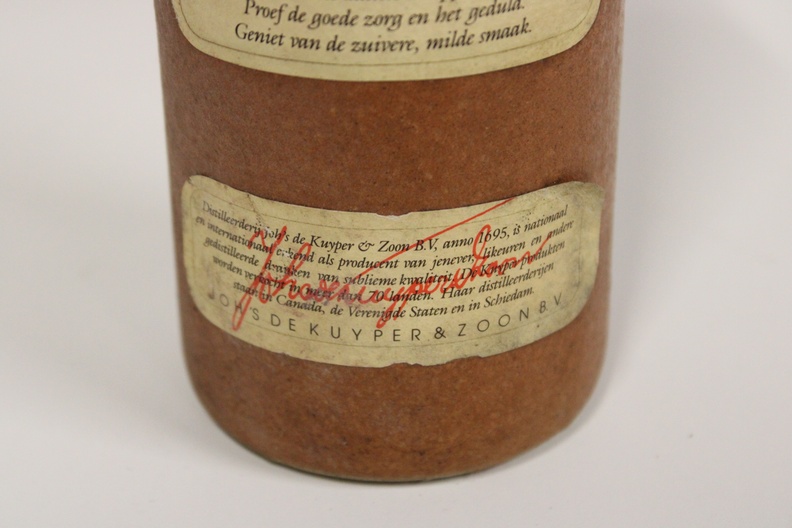 Proef de goede zorg en het geduld.
Geniet van de zuivere, milde smaak.
Distilleerderij Joh's de Kuyper & Zoon B.V, anno 1695, is nationaal
en internationaal erkend als producent van jenever, likeuren en andere
gedistilleerde dranken van sublieme kwaliteit. De Kuyper produkten
worden verkocht in meer dan 70 landen. Haar distilleerderijen
staan in Canada, de Verenigde Staten en in Schiedam.
JOH'S DE KUYPER & ZOON B.V.